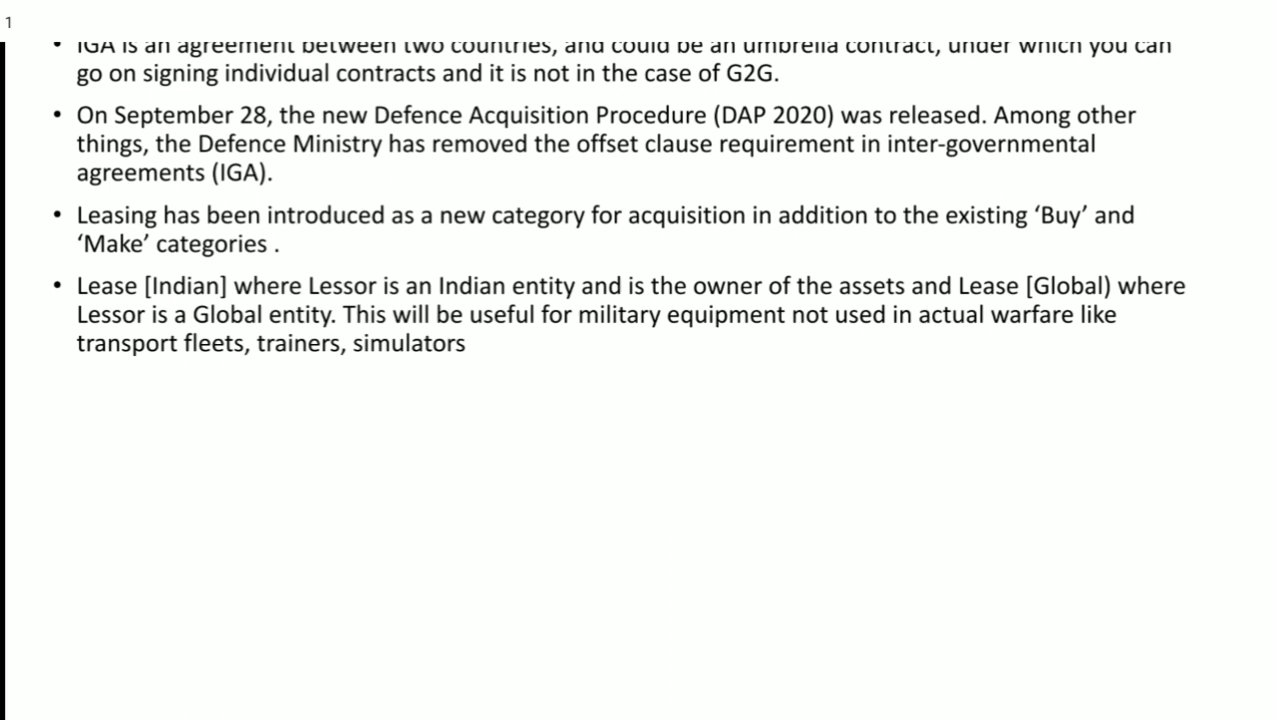 1
• IGA is an agreement between two countries, and could be an umbrella contract, under which you can
go on signing individual contracts and it is not in the case of G2G.
• On September 28, the new Defence Acquisition Procedure (DAP 2020) was released. Among other
things, the Defence Ministry has removed the offset clause requirement in inter-governmental
agreements (IGA).
• Leasing has been introduced as a new category for acquisition in addition to the existing ‘Buy’ and
‘Make’ categories .
• Lease [Indian] where Lessor is an Indian entity and is the owner of the assets and Lease [Global) where
Lessor is a Global entity. This will be useful for military equipment not used in actual warfare like
transport fleets, trainers, simulators